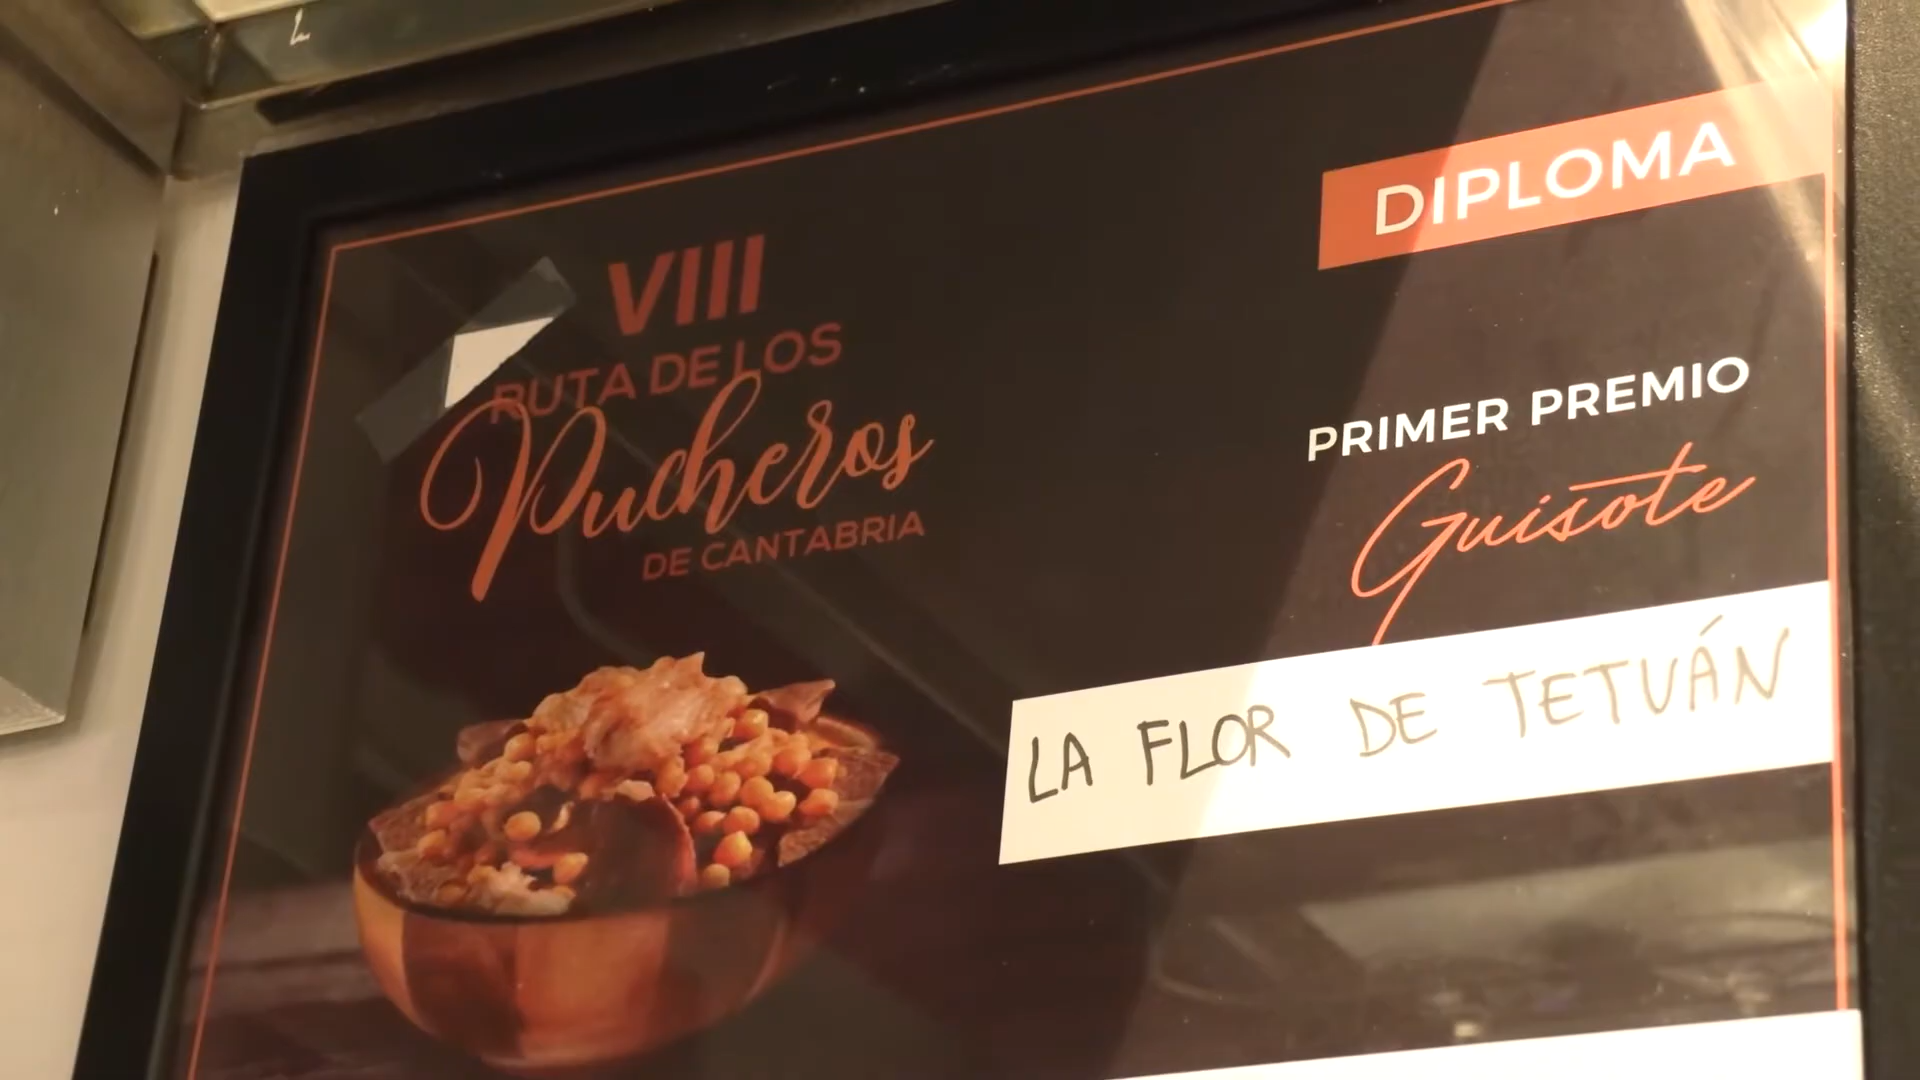 VIII
RUTA DE LOS
Pucheros
DE CANTABRIA
DIPLOMA
PRIMER PREMIO
Guisote
LA FLOR DE TETUÁN